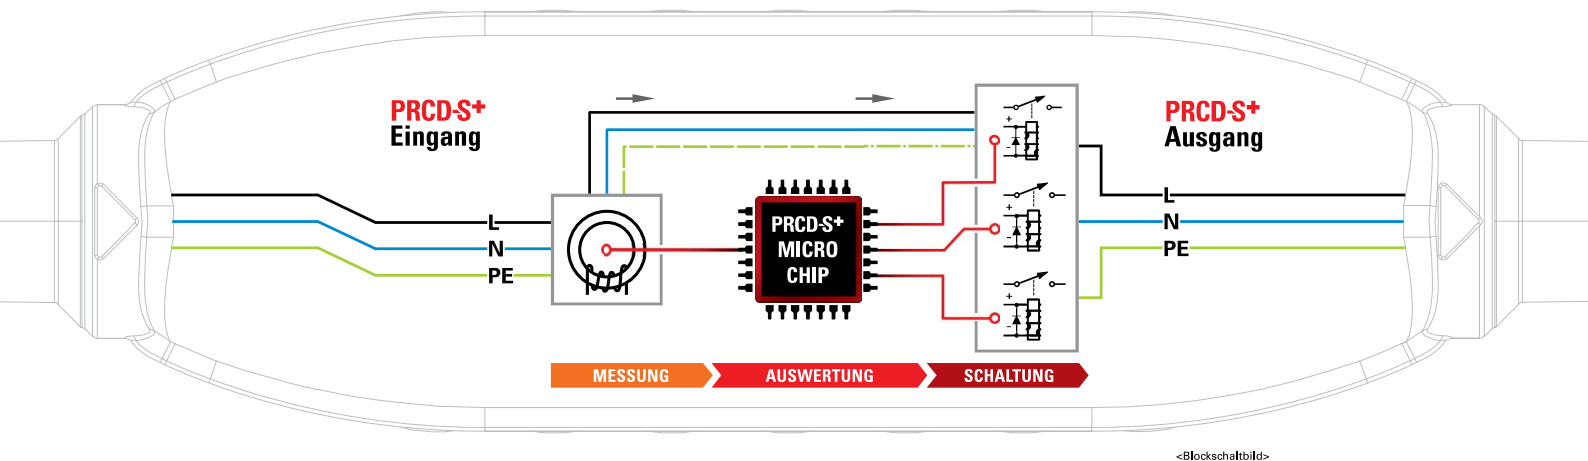 PRCD-S+
Eingang
L
N
PE
PRCD-S+
MICRO
CHIP
+
-
+
-
+
-
PRCD-S+
Ausgang
L
N
PE
MESSUNG
AUSWERTUNG
SCHALTUNG
<Blockschaltbild>